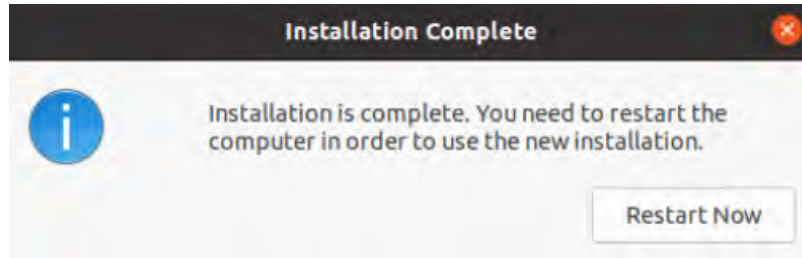 Installation Complete
Installation is complete. You need to restart the
computer in order to use the new installation.
Restart Now